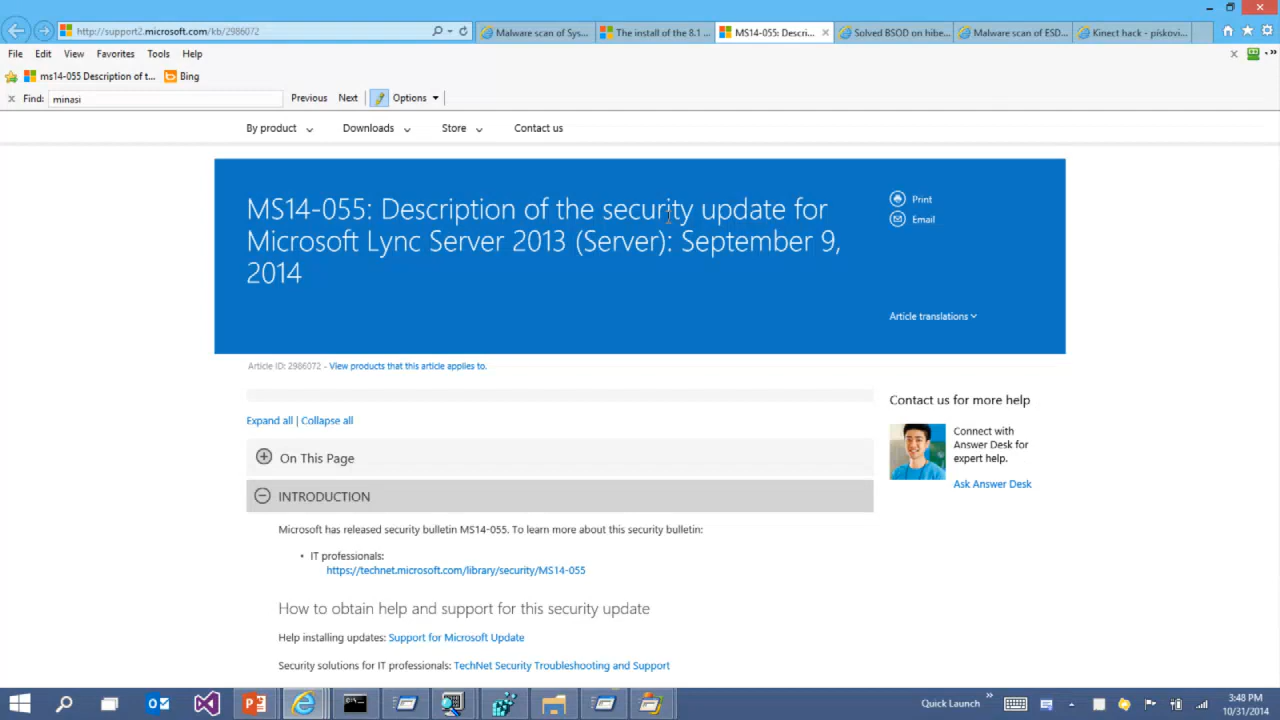 http://support2.microsoft.com/kb/2986072
Malware scan of Sys...
The install of the 8.1 ...
MS14-055: Descri...
Solved BSOD on hibe...
Malware scan of ESD...
Kinect hack - piskovi...
File Edit View Favorites Tools Help
ms14-055 Description of t...
Bing
Find: minasi
Previous Next Options
By product Downloads Store Contact us
MS14-055: Description of the security update for
Microsoft Lync Server 2013 (Server): September 9,
2014
Print
Email
Article translations
Article ID: 2986072 - View products that this article applies to.
Expand all | Collapse all
On This Page
INTRODUCTION
Microsoft has released security bulletin MS14-055. To learn more about this security bulletin:
• IT professionals:
https://technet.microsoft.com/library/security/MS14-055
How to obtain help and support for this security update
Help installing updates: Support for Microsoft Update
Security solutions for IT professionals: TechNet Security Troubleshooting and Support
Contact us for more help
Connect with
Answer Desk for
expert help.
Ask Answer Desk
Quick Launch
3:48 PM
10/31/2014